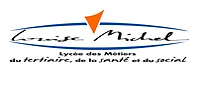 Louise Michel
Lycée des Métiers
du tertiaire, de la santé et du social